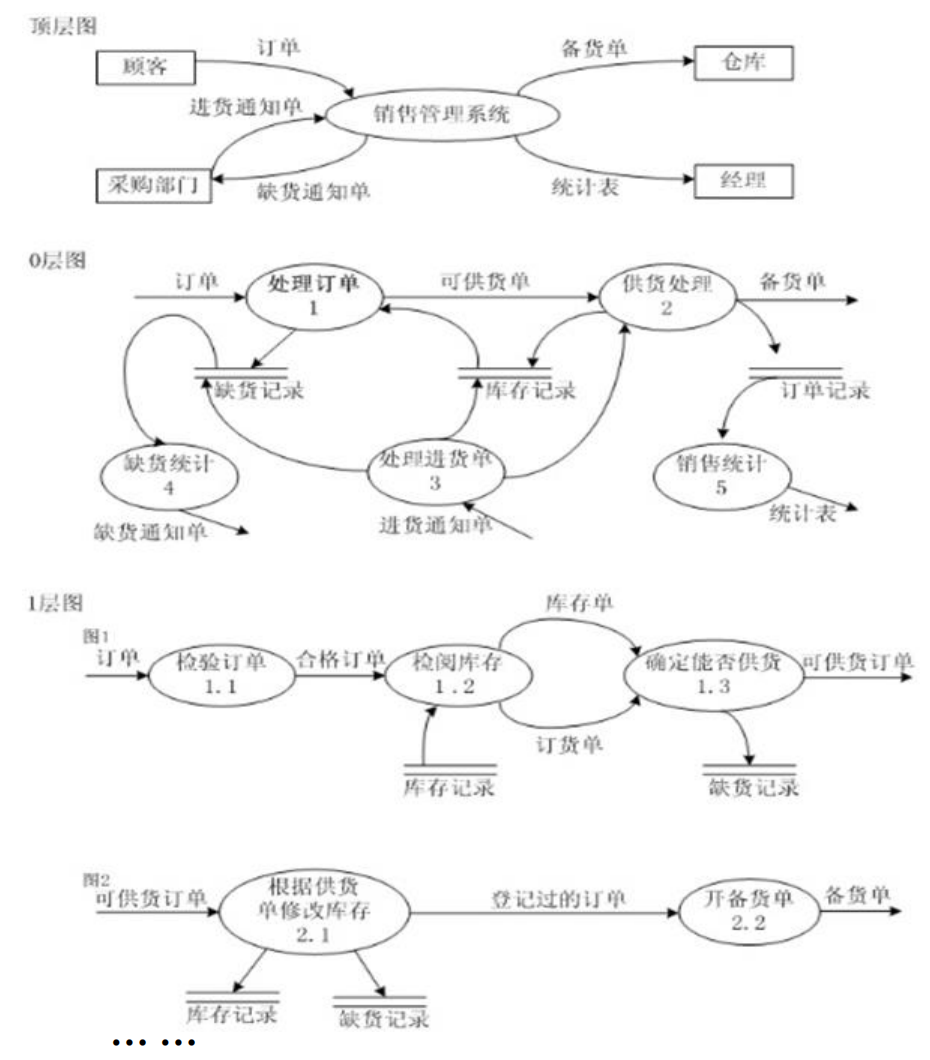 顶层图
顾客
订单
备货单
仓库
进货通知单
销售管理系统
采购部门
缺货通知单
统计表
经理
0层图
订单
处理订单
1
可供货单
供货处理
2
备货单
缺货记录
库存记录
订单记录
缺货统计
4
处理进货单
3
销售统计
5
缺货通知单
进货通知单
统计表
1层图
图1
订单
检验订单
1.1
合格订单
检阅库存
1.2
库存单
订货单
确定能否供货
1.3
可供货订单
库存记录
缺货记录
图2
可供货订单
根据供货
单修改库存
2.1
登记过的订单
开备货单
2.2
备货单
库存记录
缺货记录
… …